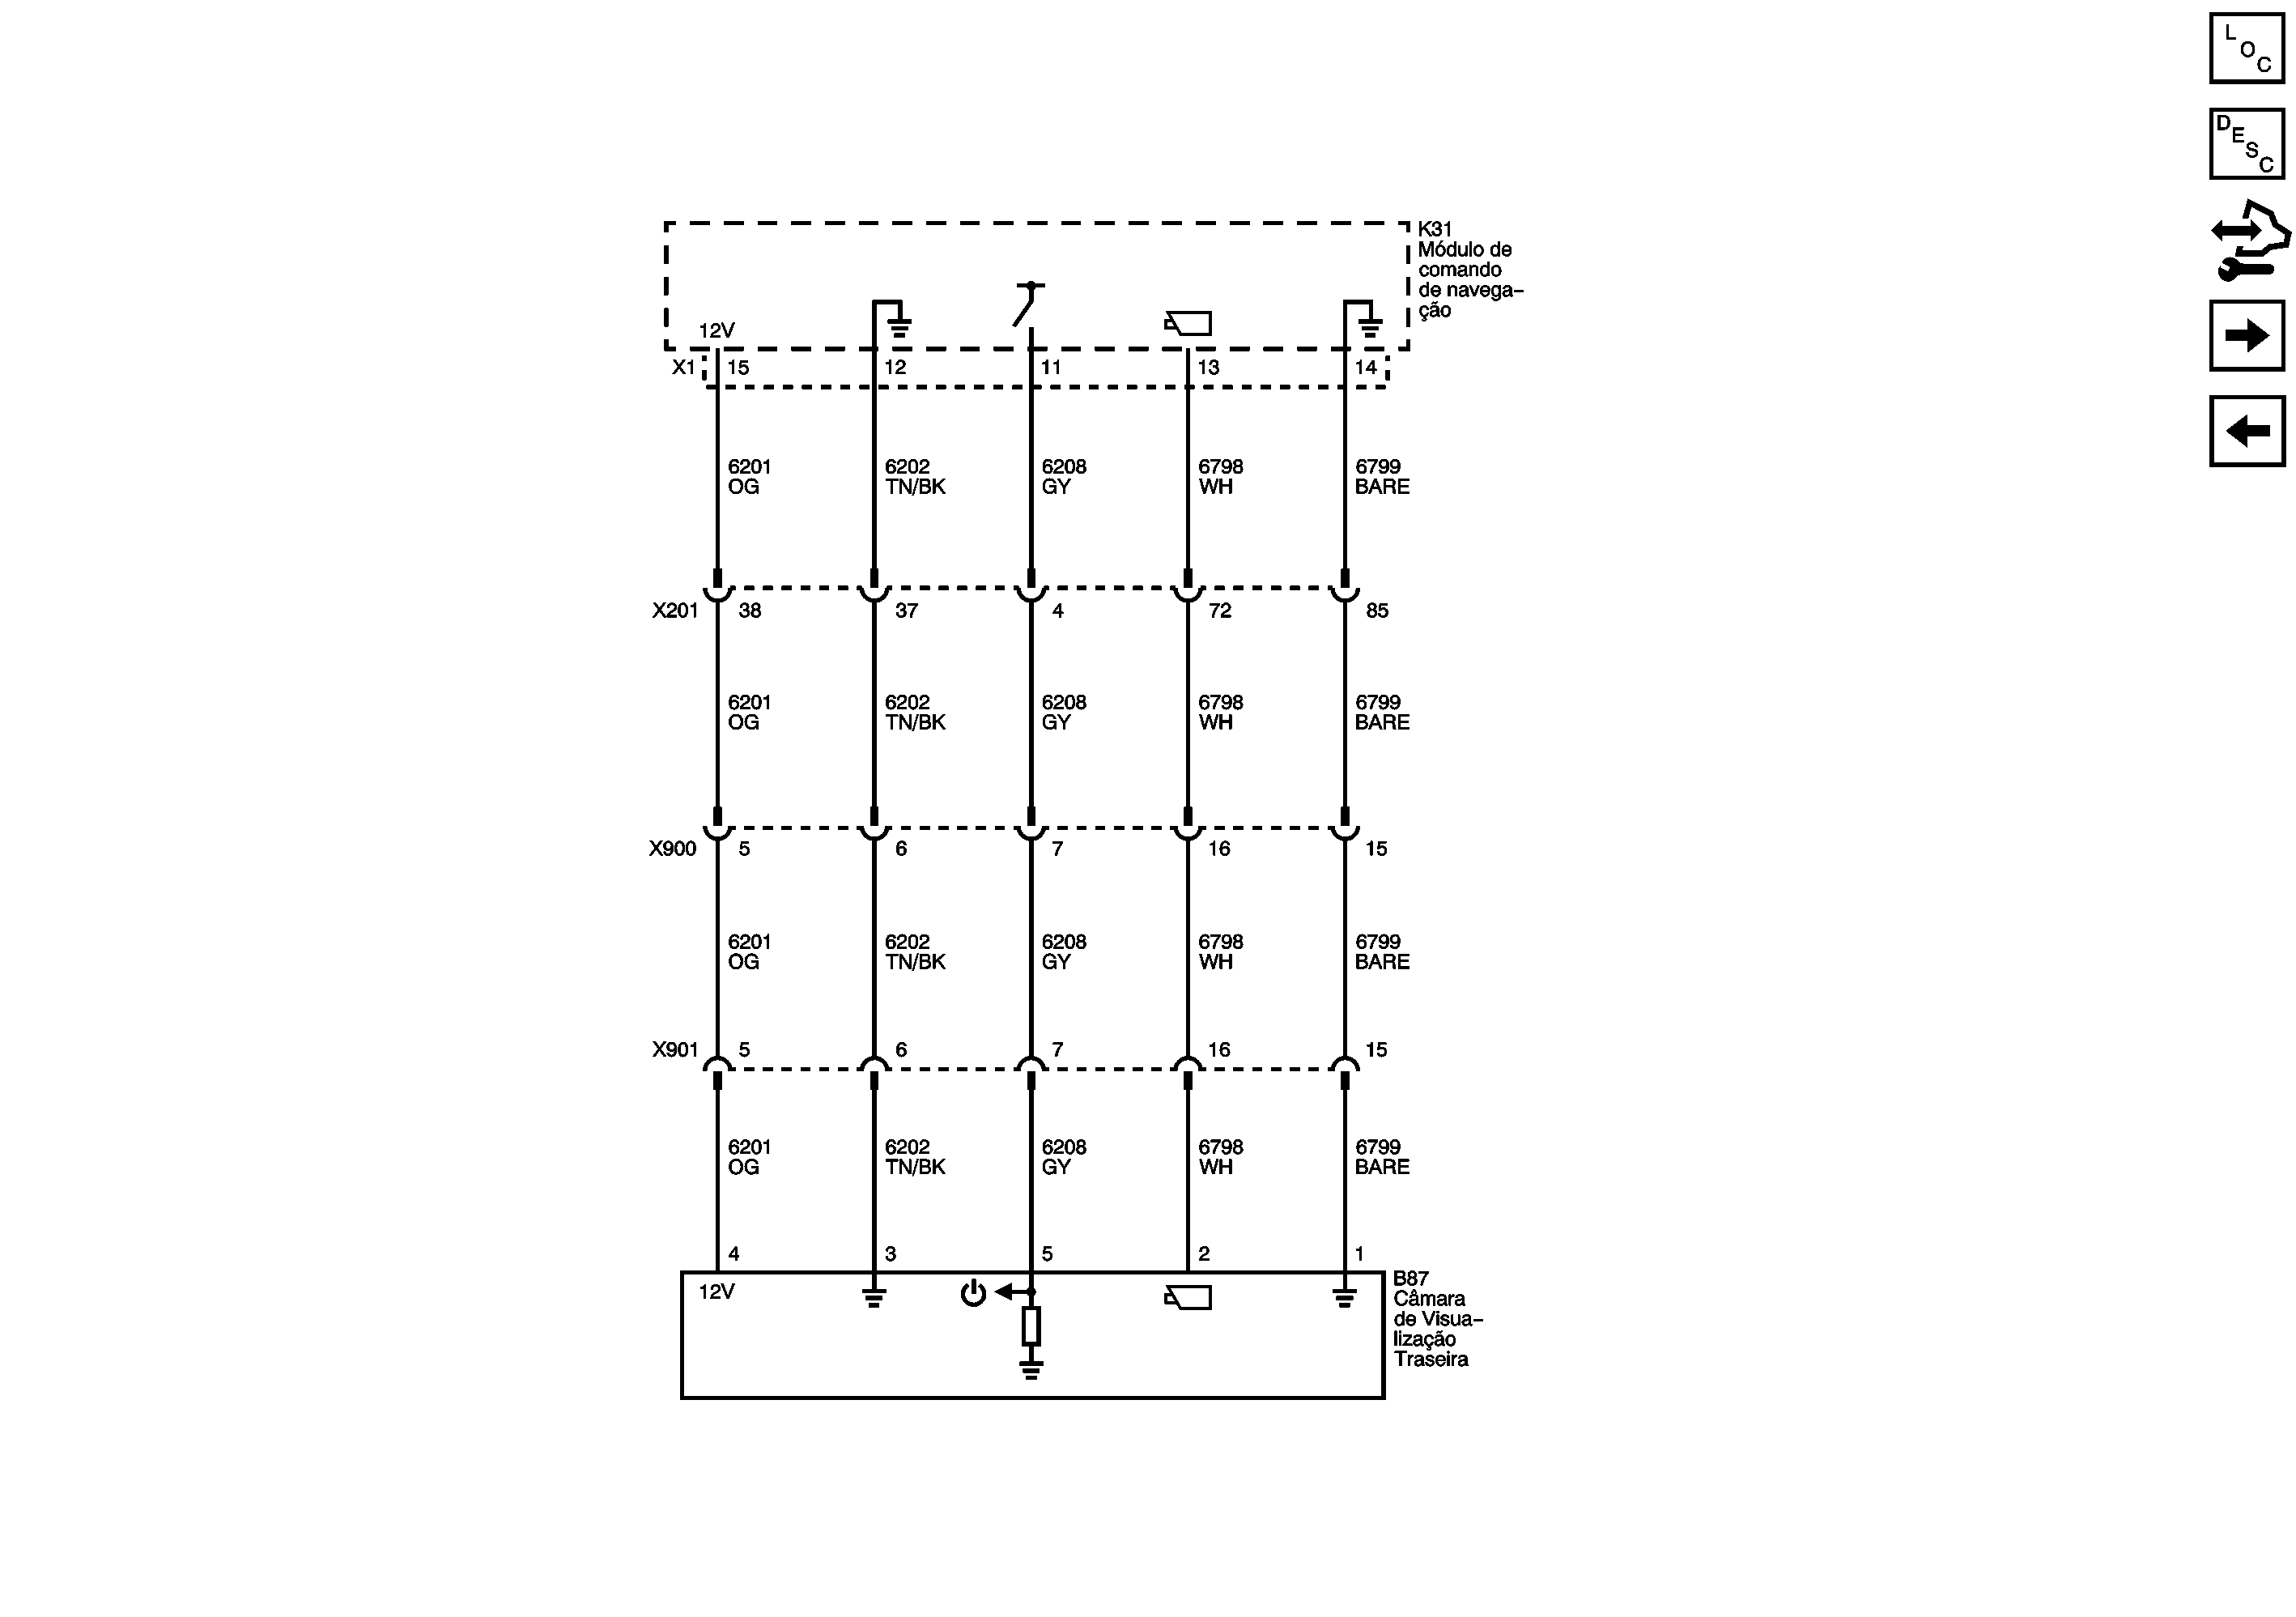 L
O
C
D
E
S
C
K31
Módulo de
comando
de navega–
ção
12V
X1 15 12 11 13 14
6201 6202 6208 6798 6799
OG TN/BK GY WH BARE
X201 38 37 4 72 85
6201 6202 6208 6798 6799
OG TN/BK GY WH BARE
X900 5 6 7 16 15
6201 6202 6208 6798 6799
OG TN/BK GY WH BARE
X901 5 6 7 16 15
6201 6202 6208 6798 6799
OG TN/BK GY WH BARE
4 3 5 2 1
12V
B87
Câmara
de Visua–
lização
Traseira